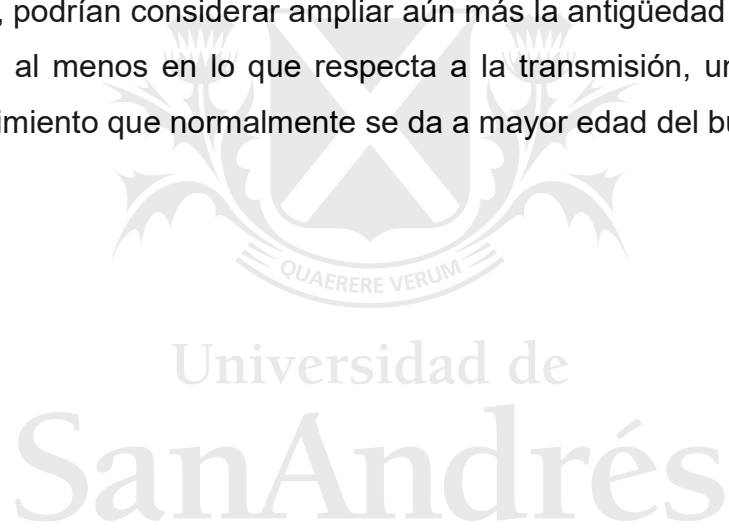 , podrían considerar ampliar aún más la antigüedad
al menos en lo que respecta a la transmisión, un
imiento que normalmente se da a mayor edad del bu
QUAERERE VERUM
Universidad de
SanAndrés